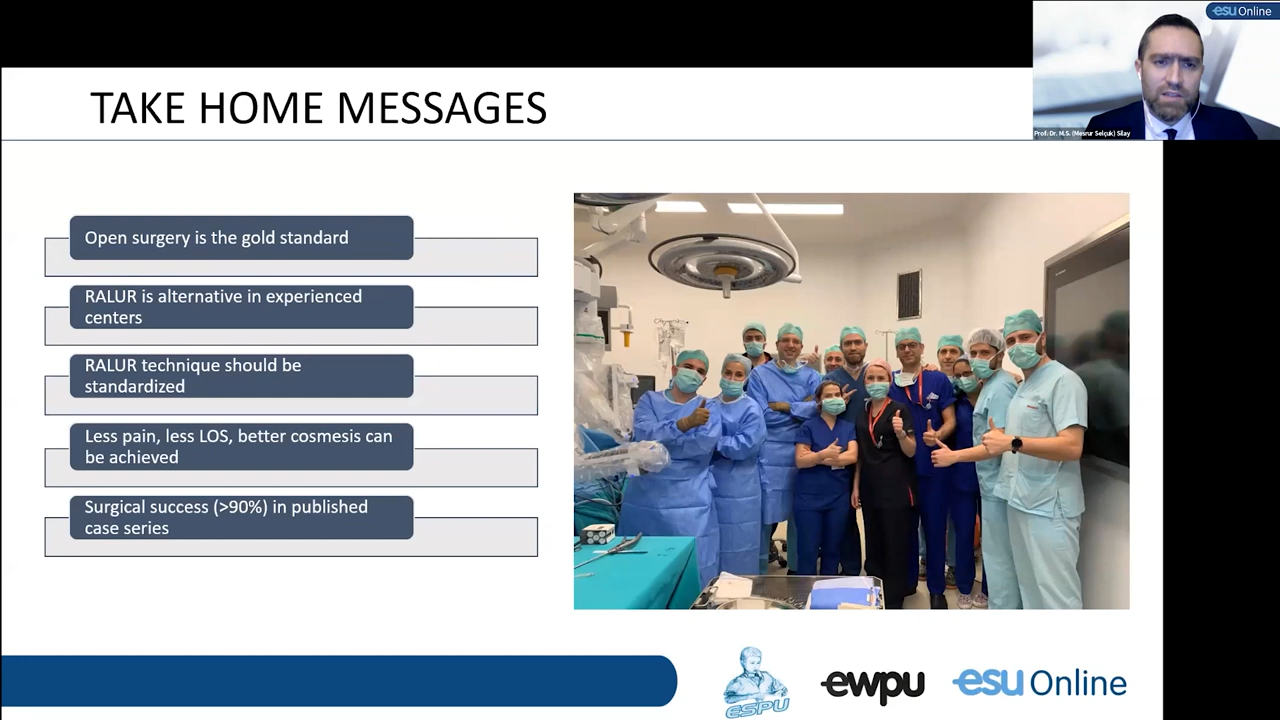 esu Online
Prof. Dr. M.S. (Mesrur Selçuk) Silay
TAKE HOME MESSAGES
Open surgery is the gold standard
RALUR is alternative in experienced
centers
RALUR technique should be
standardized
Less pain, less LOS, better cosmesis can
be achieved
Surgical success (>90%) in published
case series
ESPU
ewpu
esu Online